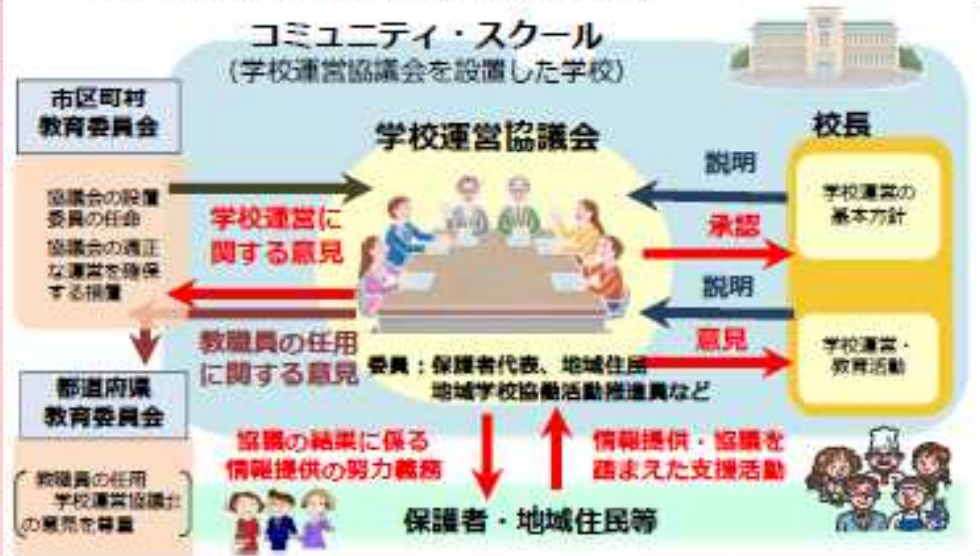 コミュニティ・スクール
（学校運営協議会を設置した学校）
市区町村
教育委員会
協議会の設置
委員の任命
協議会の適正
な運営を確保
する措置
学校運営協議会
校長
説明
学校運営の
基本方針
承認
学校運営に
関する意見
説明
意見
学校運営・
教育活動
教職員の任用
に関する意見
委員：保護者代表、地域住民
地域学校協働活動推進員など
都道府県
教育委員会
教職員の任用
学校運営協議会
の意見を尊重
協議の結果に係る
情報提供の努力義務
情報提供・協議を
踏まえた支援活動
保護者・地域住民等